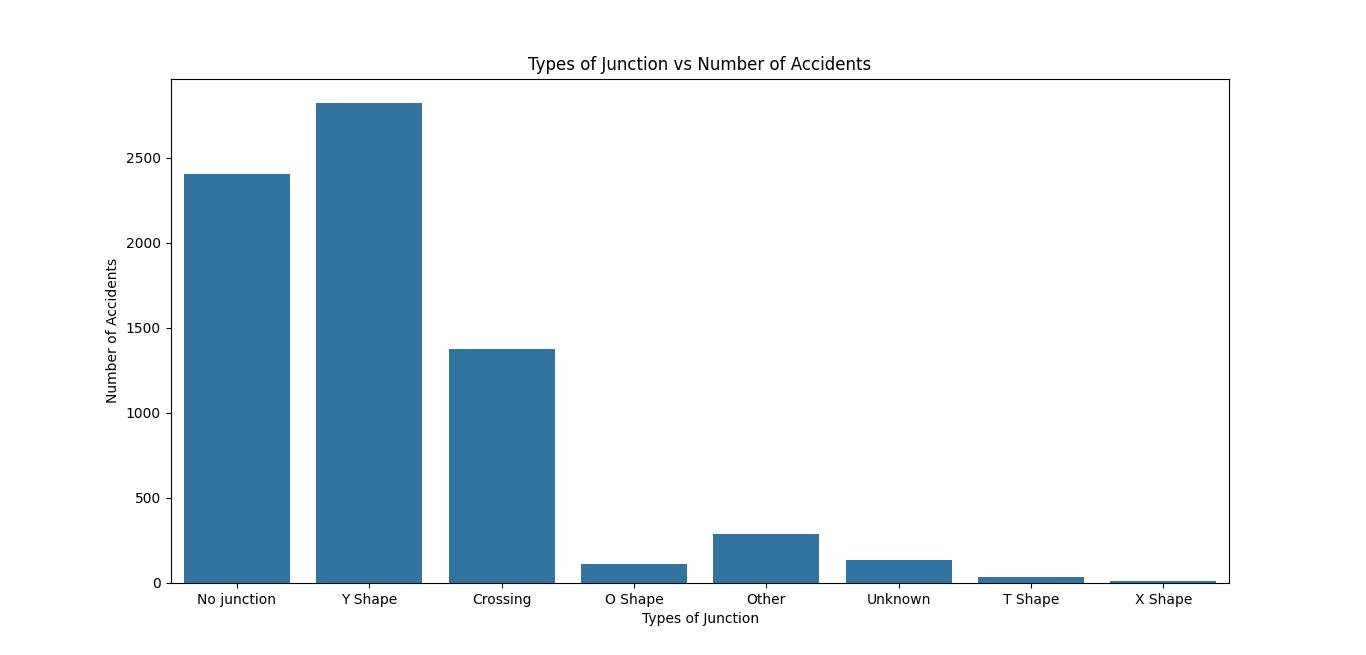 Types of Junction vs Number of Accidents
Number of Accidents
2500
2000
1500
1000
500
0
No junction Y Shape Crossing O Shape Other Unknown T Shape X Shape
Types of Junction